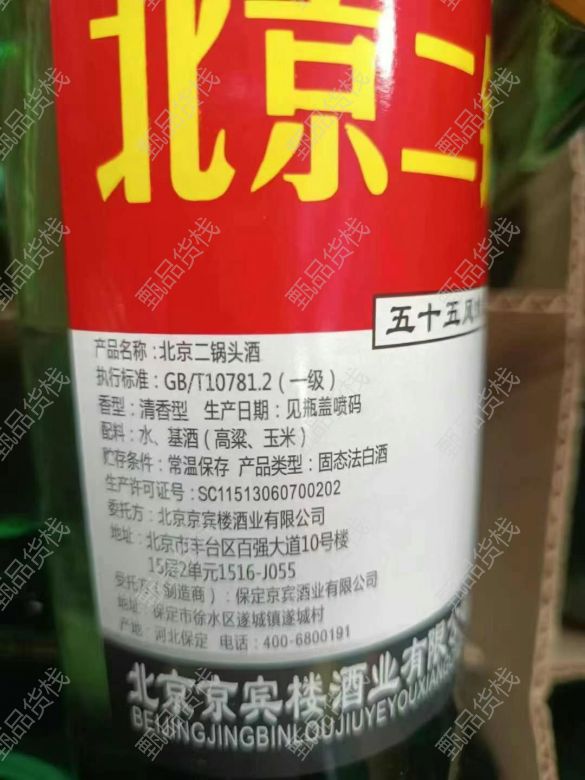 北京二
五十五风
产品名称:北京二锅头酒
执行标准:GB/T10781.2(一级)
香型:清香型 生产日期:见瓶盖喷码
配料:水、基酒(高粱、玉米)
贮存条件:常温保存 产品类型:固态法白酒
生产许可证号:SC11513060700202
委托方:北京京宾楼酒业有限公司
地址:北京市丰台区百强大道10号楼
15层2单元1516-J055
受托方(制造商):保定京宾酒业有限公司
地址:保定市徐水区遂城镇遂城村
产地:河北保定 电话:400-6800191
北京京宾楼酒业有限公
BEIJINGJINGBINLOUJIUYEYOUXIANG
甄品货栈